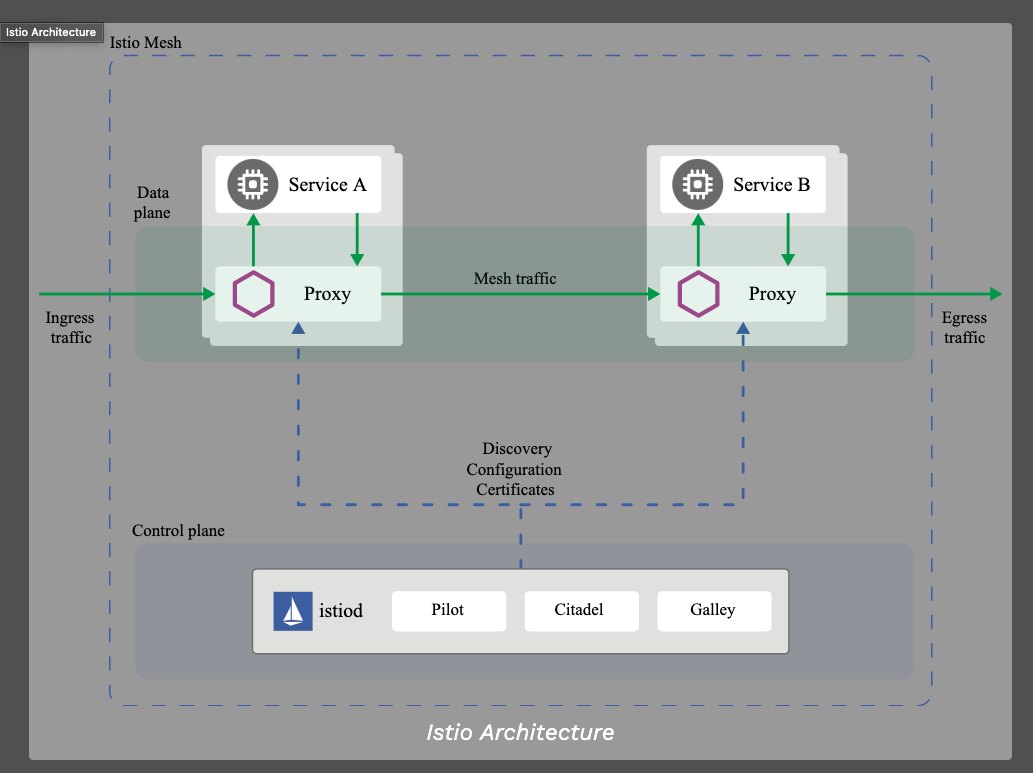 Istio Architecture
Istio Mesh
Service A
Service B
Data
plane
Mesh traffic
Proxy
Proxy
Ingress
traffic
Egress
traffic
Discovery
Configuration
Certificates
Control plane
istiod
Pilot
Citadel
Galley
Istio Architecture